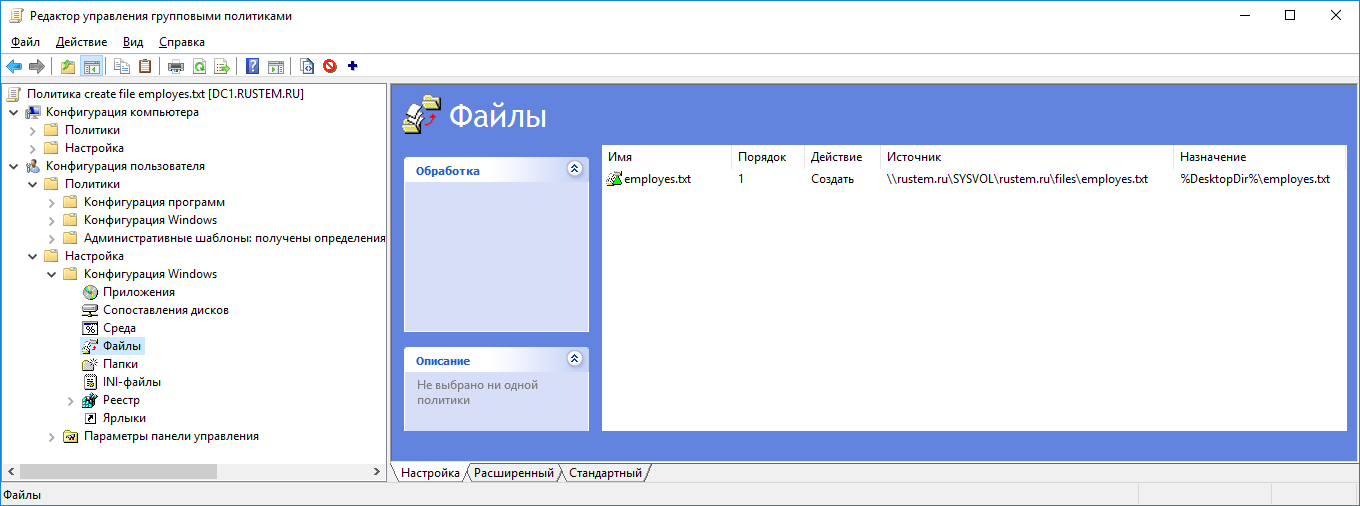 Редактор управления групповыми политиками
Файл Действие Вид Справка
Политика create file employes.txt [DC1.RUSTEM.RU]
Конфигурация компьютера
Политики
Настройка
Конфигурация пользователя
Политики
Конфигурация программ
Конфигурация Windows
Административные шаблоны: получены определения
Настройка
Конфигурация Windows
Приложения
Сопоставления дисков
Среда
Файлы
Папки
INI-файлы
Реестр
Ярлыки
Параметры панели управления
Файлы
Обработка
Описание
Не выбрано ни одной
политики
Имя Порядок Действие Источник Назначение
employes.txt 1 Создать \\rustem.ru\SYSVOL\rustem.ru\files\employes.txt %DesktopDir%\employes.txt
Настройка Расширенный Стандартный
Файлы